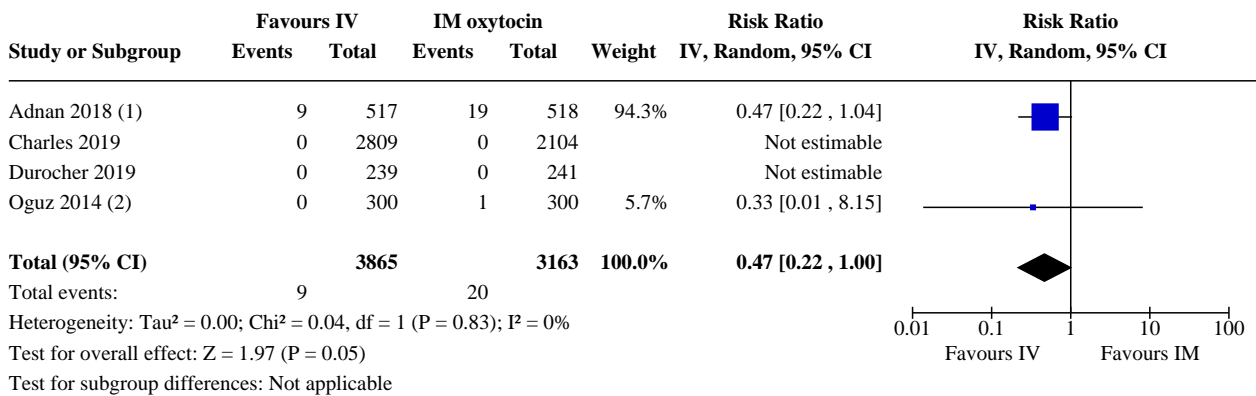 Favours IV IM oxytocin Risk Ratio Risk Ratio
Study or Subgroup Events Total Events Total Weight IV, Random, 95% CI IV, Random, 95% CI
Adnan 2018 (1) 9 517 19 518 94.3% 0.47 [0.22 , 1.04]
Charles 2019 0 2809 0 2104 Not estimable
Durocher 2019 0 239 0 241 Not estimable
Oguz 2014 (2) 0 300 1 300 5.7% 0.33 [0.01 , 8.15]
Total (95% CI) 3865 3163 100.0% 0.47 [0.22 , 1.00]
Total events: 9 20
Heterogeneity: Tau² = 0.00; Chi² = 0.04, df = 1 (P = 0.83); I² = 0%
0.01 0.1 1 10 100
Test for overall effect: Z = 1.97 (P = 0.05)
Favours IV Favours IM
Test for subgroup differences: Not applicable